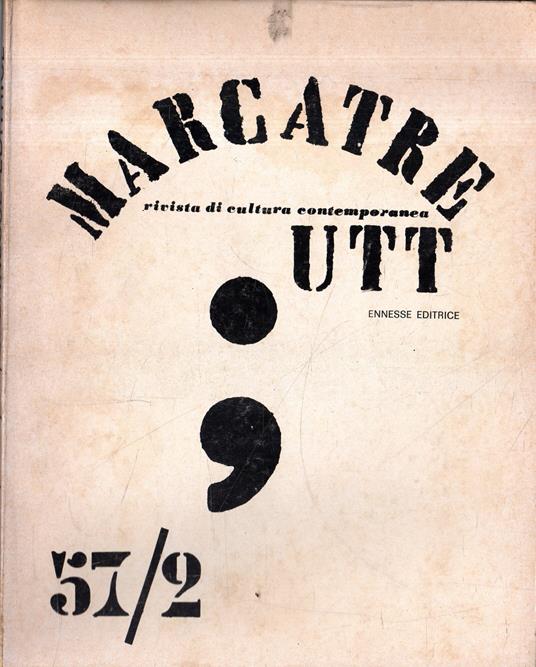 MARCATRE
rivista di cultura contemporanea
UTT
ENNESSE EDITRICE
;
57/2